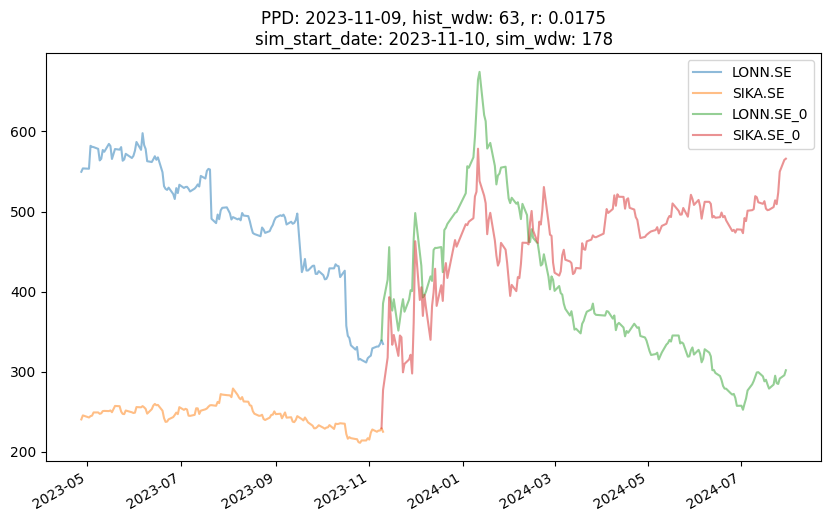 PPD: 2023-11-09, hist_wdw: 63, r: 0.0175
sim_start_date: 2023-11-10, sim_wdw: 178
LONN.SE
SIKA.SE
LONN.SE_0
SIKA.SE_0
600
500
400
300
200
2023-05
2023-07
2023-09
2023-11
2024-01
2024-03
2024-05
2024-07